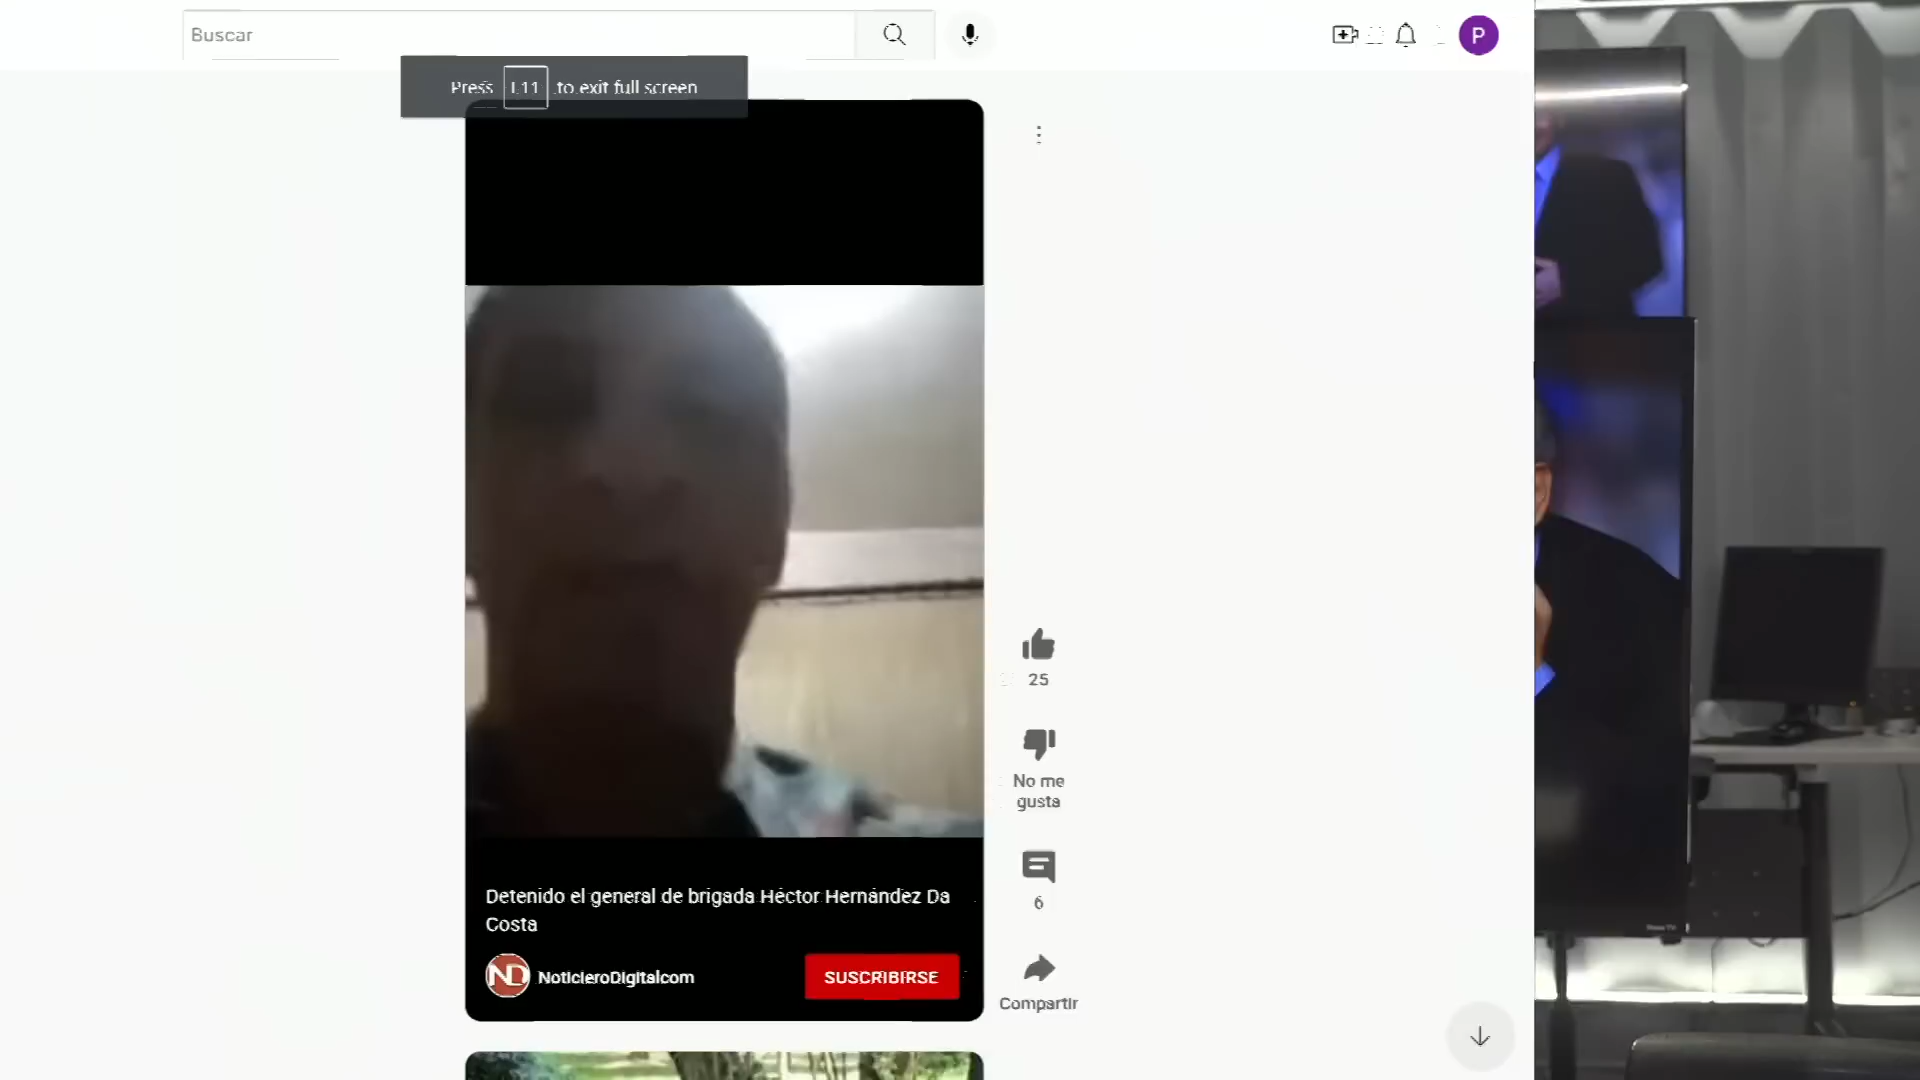 Buscar
P
Press F11 to exit full screen
25
No me
gusta
6
Compartir
Detenido el general de brigada Héctor Hernández Da
Costa
ND NoticieroDigitalcom
SUSCRIBIRSE